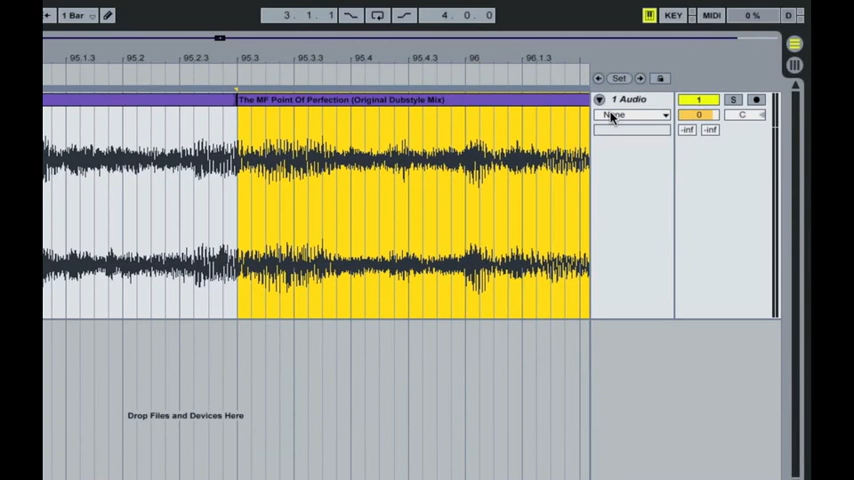 1 Bar
3. 1. 1
4. 0. 0
KEY
MIDI
0 %
D
95.1.3
95.2
95.2.3
95.3
95.3.3
95.4
95.4.3
96
96.1.3
Set
The MF Point Of Perfection (Original Dubstyle Mix)
1 Audio
1
S
None
0
C
-inf
-inf
Drop Files and Devices Here